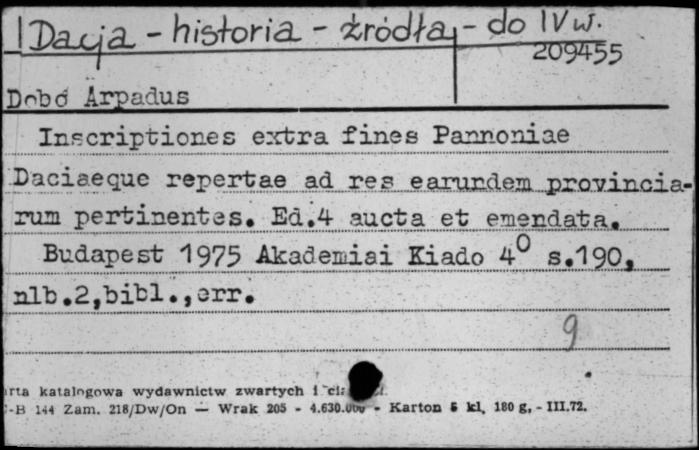 Dacja - historia - źródła - do IV w.
209455
Dobó Arpadus
Inscriptiones extra fines Pannoniae
Daciaeque repertae ad res earundem provincia-
rum pertinentes. Ed.4 aucta et emendata.
Budapest 1975 Akademiai Kiado 4⁰ s.190,
nlb.2,bibl.,err.
9
arta katalogowa wydawnictw zwartych i
-B 144 Zam. 218/Dw/On — Wrak 205 - 4.630.000 - Karton 5 kl, 180 g, - III.72.